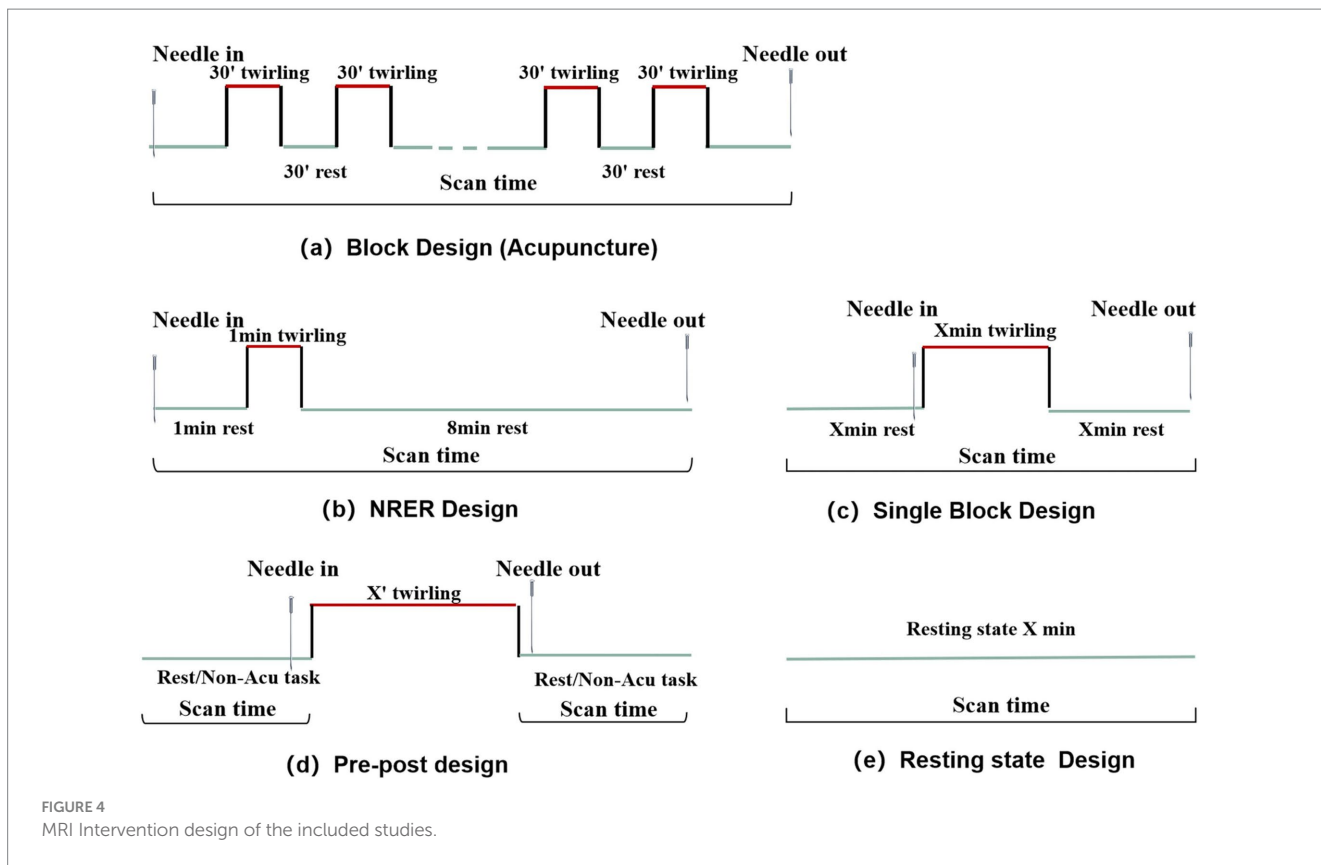 Needle in
Needle out
30' twirling 30' twirling 30' twirling 30' twirling
30' rest 30' rest
Scan time
(a) Block Design (Acupuncture)
Needle in
Needle out
1min twirling
1min rest 8min rest
Scan time
(b) NRER Design
Needle in
Needle out
Xmin twirling
Xmin rest Xmin rest
Scan time
(c) Single Block Design
Needle in
Needle out
X' twirling
Rest/Non-Acu task Rest/Non-Acu task
Scan time Scan time
(d) Pre-post design
Resting state X min
Scan time
(e) Resting state Design
FIGURE 4
MRI Intervention design of the included studies.